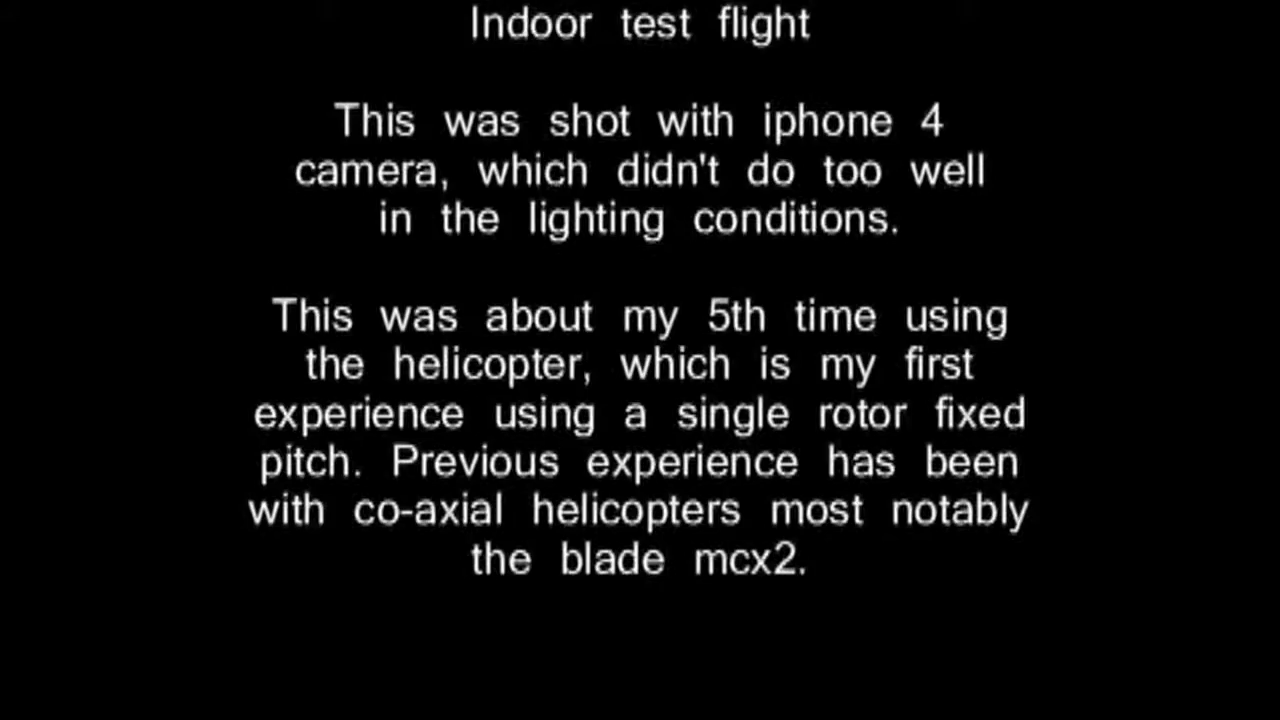 Indoor test flight
This was shot with iphone 4
camera, which didn't do too well
in the lighting conditions.
This was about my 5th time using
the helicopter, which is my first
experience using a single rotor fixed
pitch. Previous experience has been
with co-axial helicopters most notably
the blade mcx2.